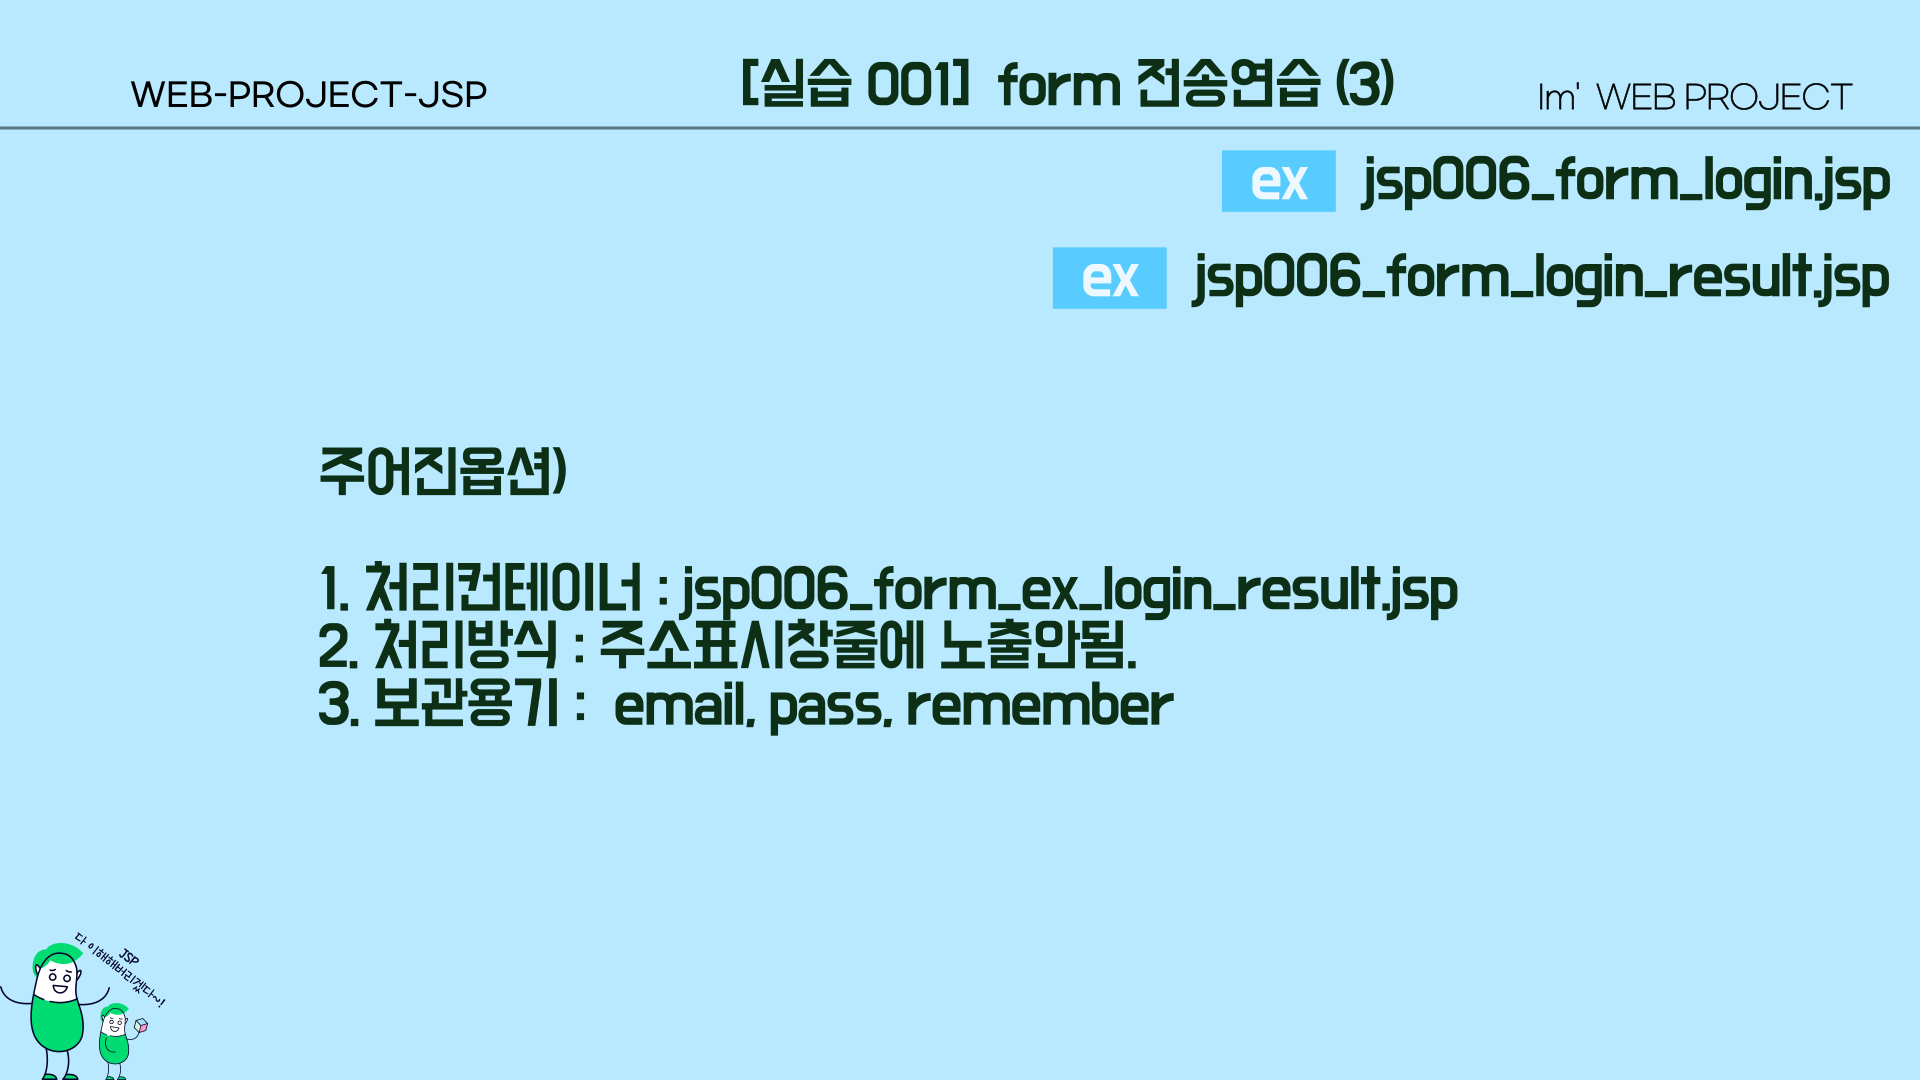 WEB-PROJECT-JSP
[실습 001] form 전송연습 (3)
Im' WEB PROJECT
ex jsp006_form_login.jsp
ex jsp006_form_login_result.jsp
주어진옵션)
1. 처리컨테이너 : jsp006_form_ex_login_result.jsp
2. 처리방식 : 주소표시창줄에 노출안됨.
3. 보관용기 : email, pass, remember
JSP
다 이해해버리겠다~!